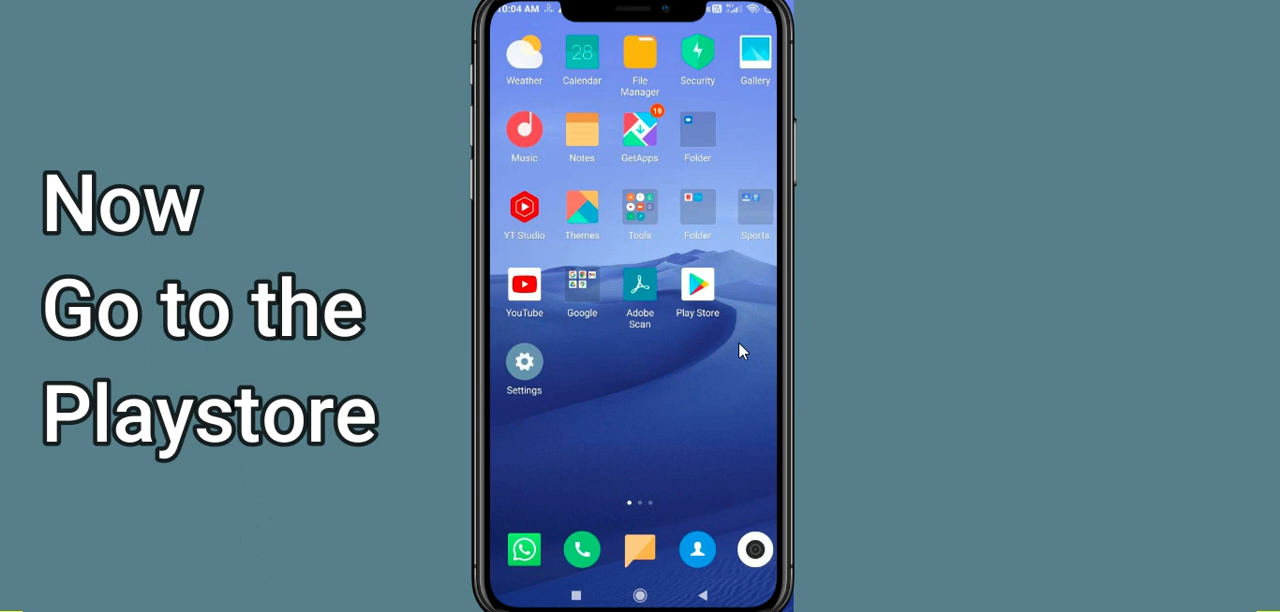 Now
Go to the
Playstore
10:04 AM
Weather
Calendar
File
Manager
Security
Gallery
28
19
Music
Notes
GetApps
Folder
YT Studio
Themes
Tools
Folder
Sports
YouTube
Google
Adobe
Scan
Play Store
Settings